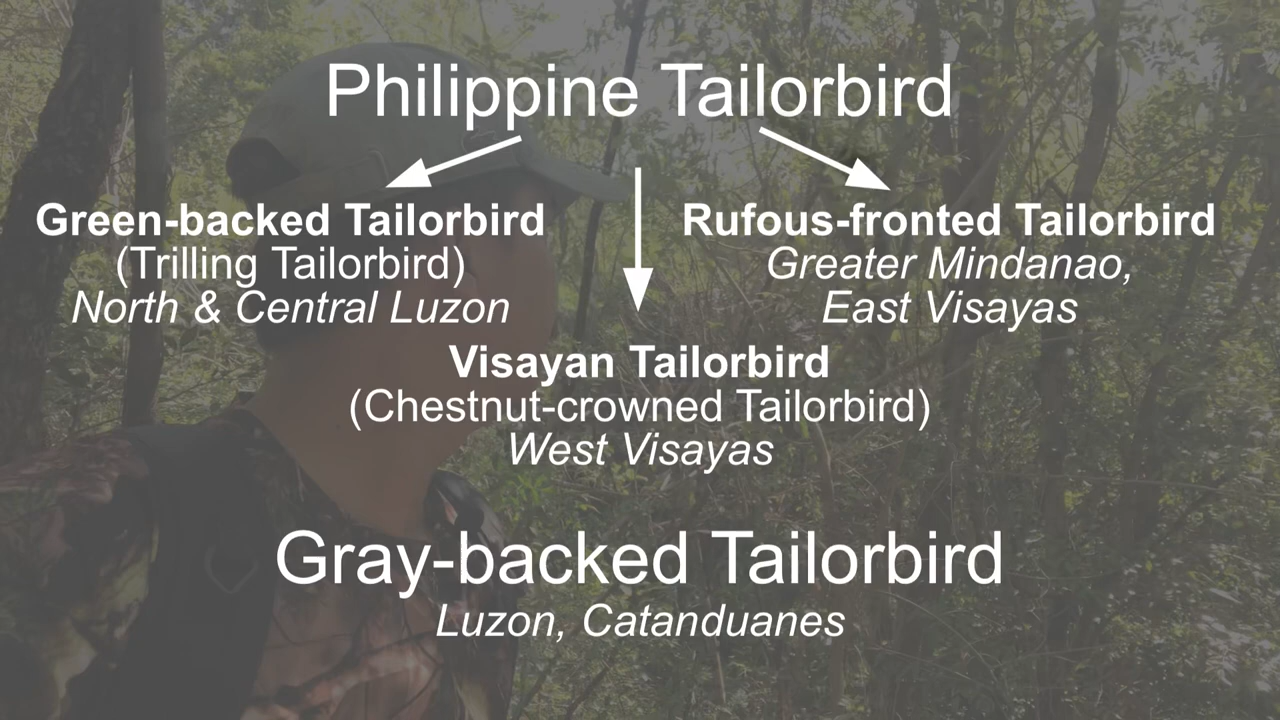 Philippine Tailorbird
Green-backed Tailorbird
(Trilling Tailorbird)
North & Central Luzon
Rufous-fronted Tailorbird
Greater Mindanao,
East Visayas
Visayan Tailorbird
(Chestnut-crowned Tailorbird)
West Visayas
Gray-backed Tailorbird
Luzon, Catanduanes